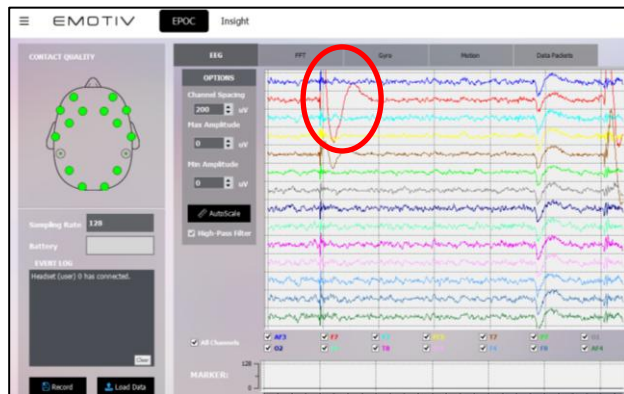 EMOTIV EPOC Insight
CONTACT QUALITY
EEG FFT Gyro Motion Data Packets
OPTIONS
Channel Spacing
200 uV
Max Amplitude
0 uV
Min Amplitude
0 uV
AutoScale
High-Pass Filter
Sampling Rate 128
Battery
EVENT LOG
Headset (user) 0 has connected.
Clear
Record Load Data
All Channels
AF3 F7 T7
O2 T8 AF4
MARKER:
128
0